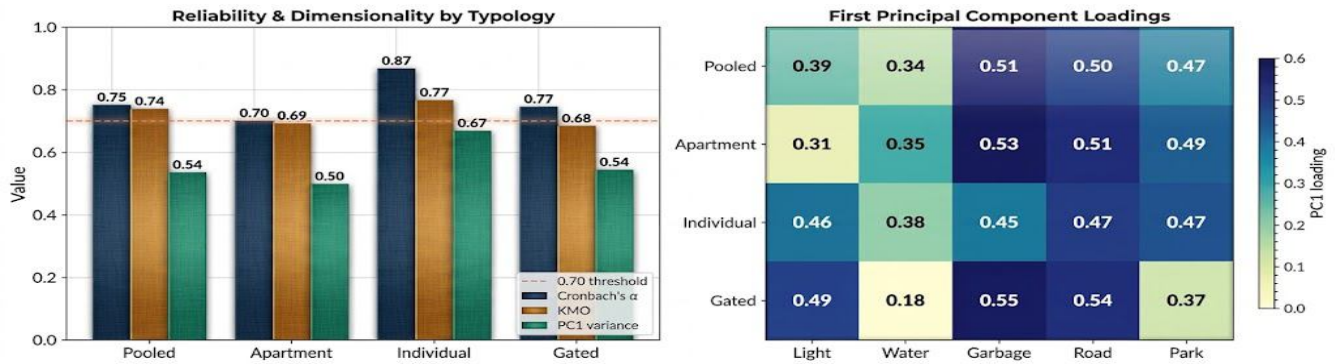 Reliability & Dimensionality by Typology
1.0
0.8
0.6
0.4
0.2
0.0
Value
0.75
0.74
0.54
0.70
0.69
0.50
0.87
0.77
0.67
0.77
0.68
0.54
0.70 threshold
Cronbach's α
KMO
PC1 variance
Pooled Apartment Individual Gated
First Principal Component Loadings
Pooled 0.39 0.34 0.51 0.50 0.47
Apartment 0.31 0.35 0.53 0.51 0.49
Individual 0.46 0.38 0.45 0.47 0.47
Gated 0.49 0.18 0.55 0.54 0.37
Light Water Garbage Road Park
0.6
0.5
0.4
0.3
0.2
0.1
0.0
PC1 loading